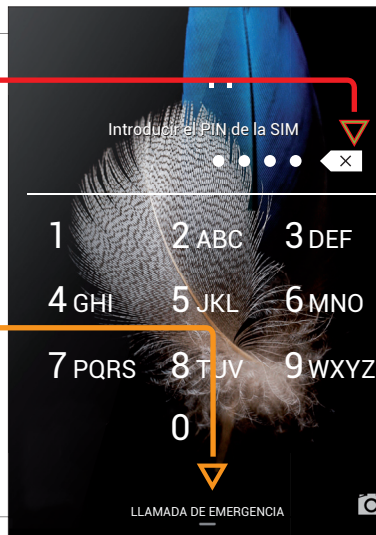 Introducir el PIN de la SIM
1 2 ABC 3 DEF
4 GHI 5 JKL 6 MNO
7 PQRS 8 TUV 9 WXYZ
0
LLAMADA DE EMERGENCIA